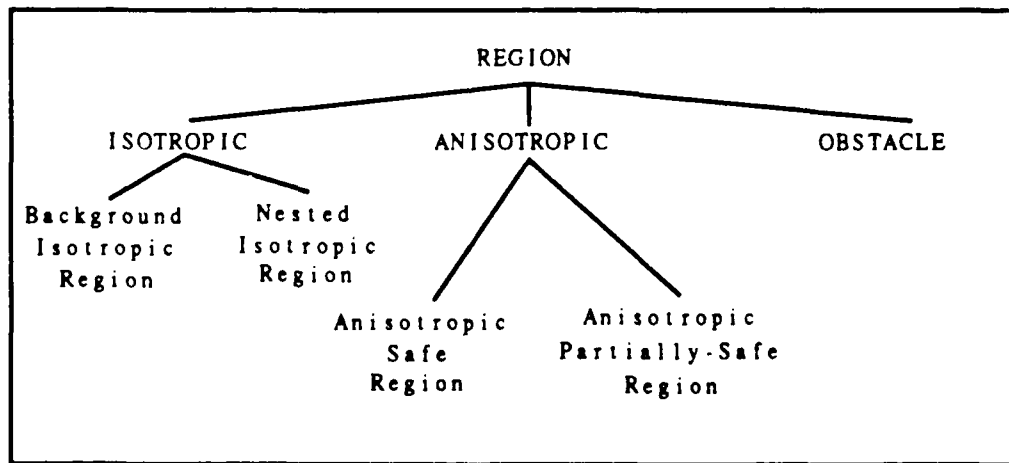 REGION
ISOTROPIC
ANISOTROPIC
OBSTACLE
Background
Isotropic
Region
Nested
Isotropic
Region
Anisotropic
Safe
Region
Anisotropic
Partially-Safe
Region